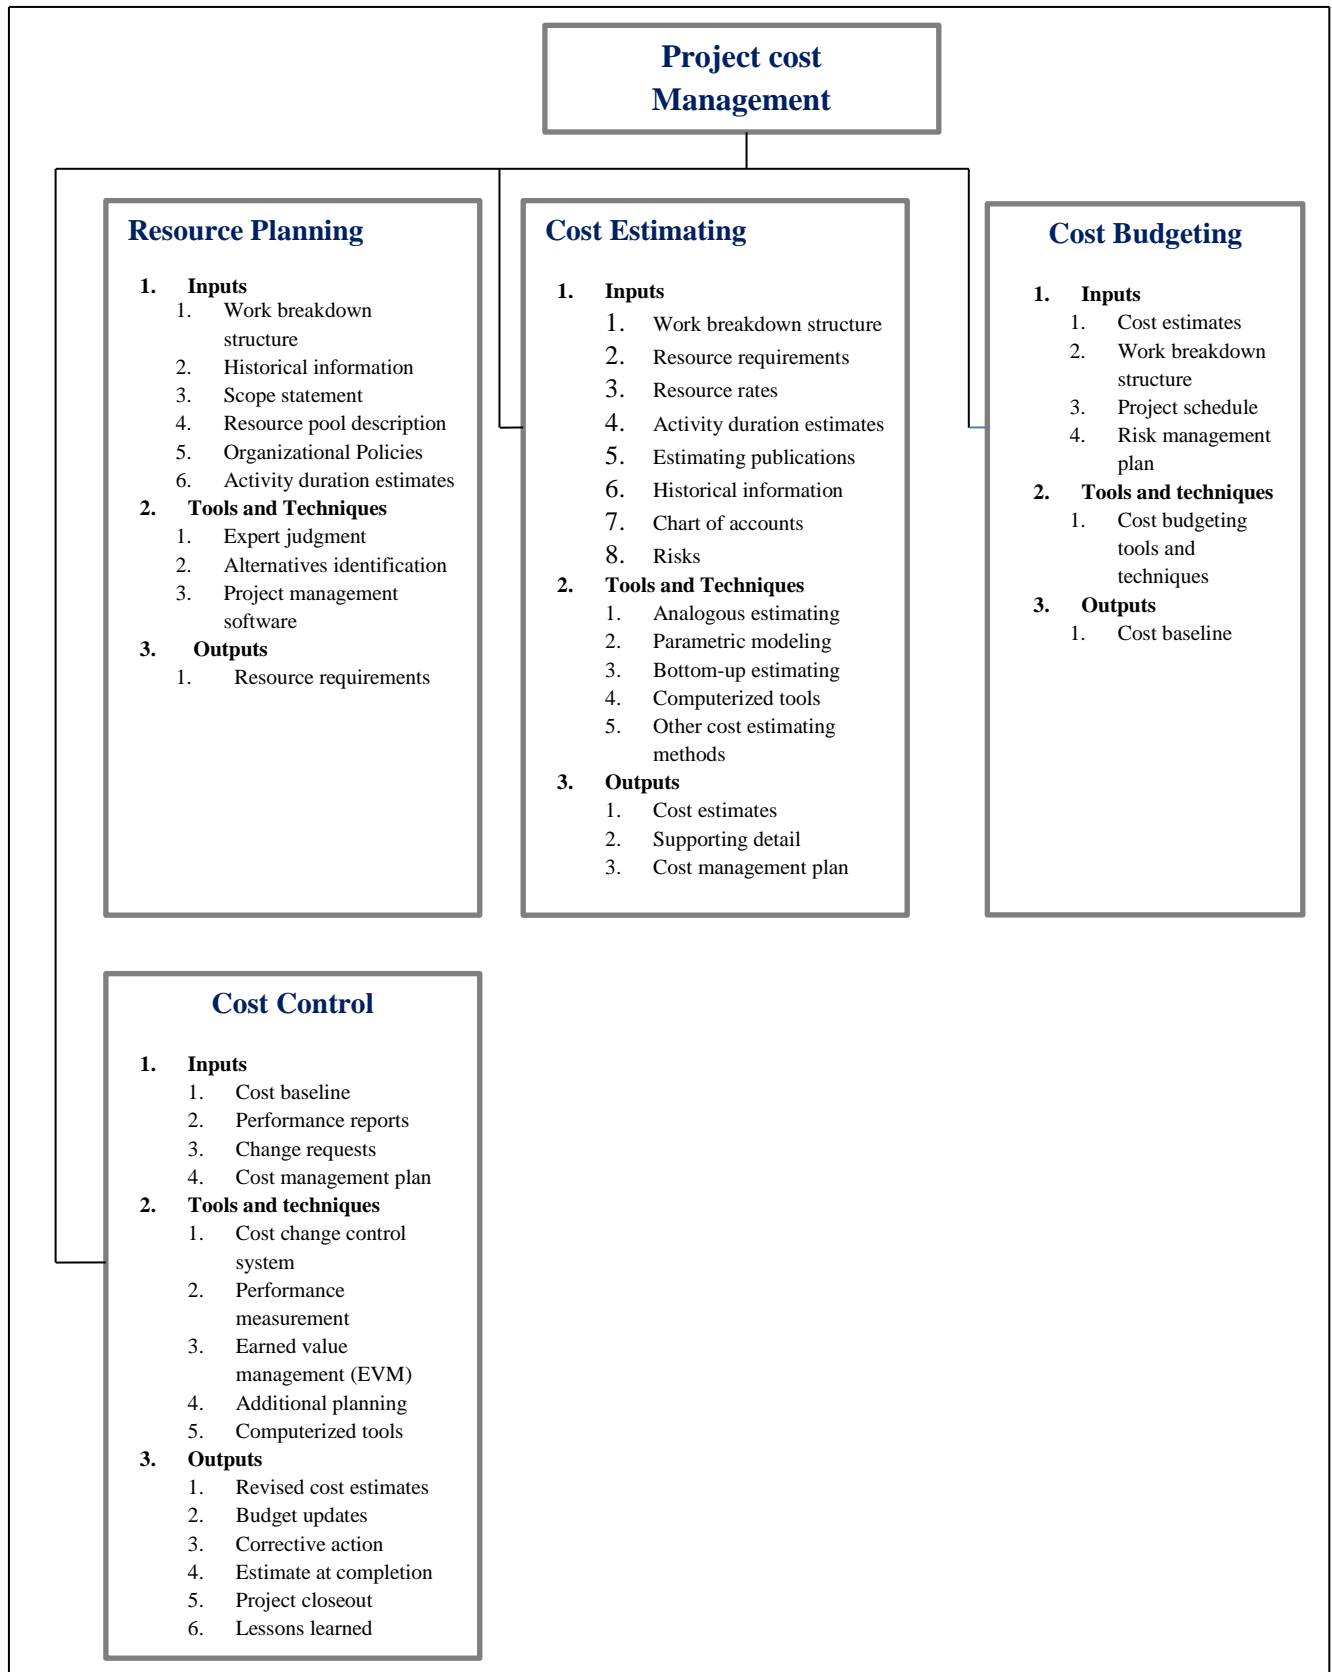 Project cost
Management
Resource Planning
1. Inputs
1. Work breakdown
structure
2. Historical information
3. Scope statement
4. Resource pool description
5. Organizational Policies
6. Activity duration estimates
2. Tools and Techniques
1. Expert judgment
2. Alternatives identification
3. Project management
software
3. Outputs
1. Resource requirements
Cost Estimating
1. Inputs
1. Work breakdown structure
2. Resource requirements
3. Resource rates
4. Activity duration estimates
5. Estimating publications
6. Historical information
7. Chart of accounts
8. Risks
2. Tools and Techniques
1. Analogous estimating
2. Parametric modeling
3. Bottom-up estimating
4. Computerized tools
5. Other cost estimating
methods
3. Outputs
1. Cost estimates
2. Supporting detail
3. Cost management plan
Cost Budgeting
1. Inputs
1. Cost estimates
2. Work breakdown
structure
3. Project schedule
4. Risk management
plan
2. Tools and techniques
1. Cost budgeting
tools and
techniques
3. Outputs
1. Cost baseline
Cost Control
1. Inputs
1. Cost baseline
2. Performance reports
3. Change requests
4. Cost management plan
2. Tools and techniques
1. Cost change control
system
2. Performance
measurement
3. Earned value
management (EVM)
4. Additional planning
5. Computerized tools
3. Outputs
1. Revised cost estimates
2. Budget updates
3. Corrective action
4. Estimate at completion
5. Project closeout
6. Lessons learned